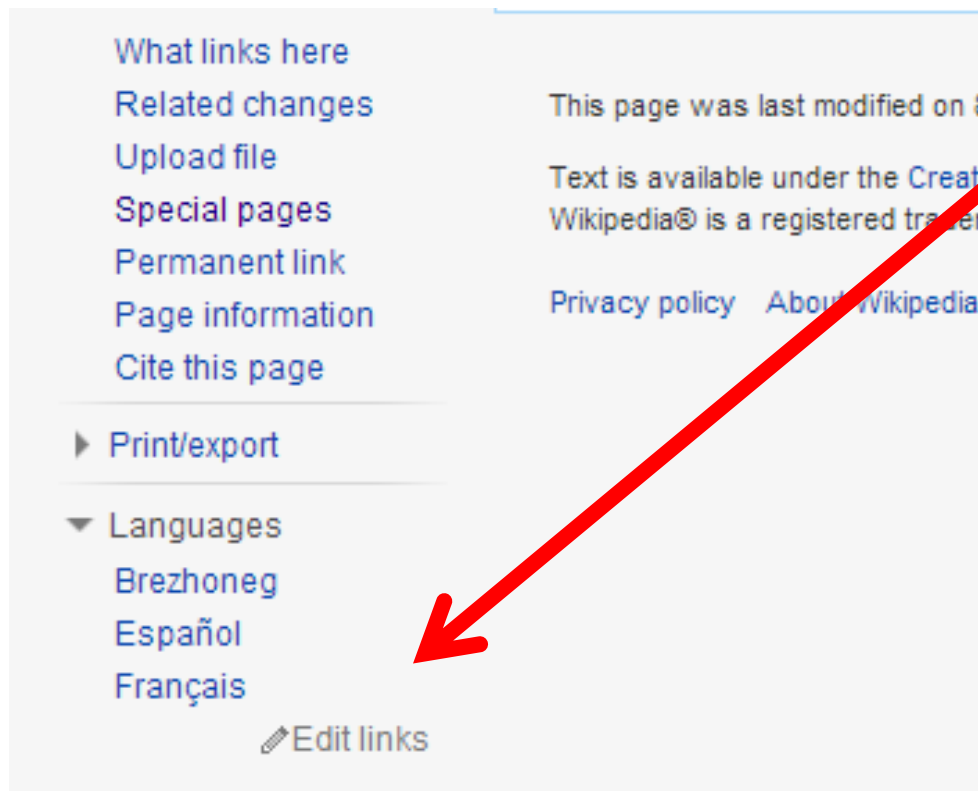 What links here
Related changes
Upload file
Special pages
Permanent link
Page information
Cite this page
Print/export
Languages
Brezhoneg
Español
Français
Edit links
This page was last modified on
Text is available under the
Wikipedia® is a registered
Privacy policy About Wikipedia